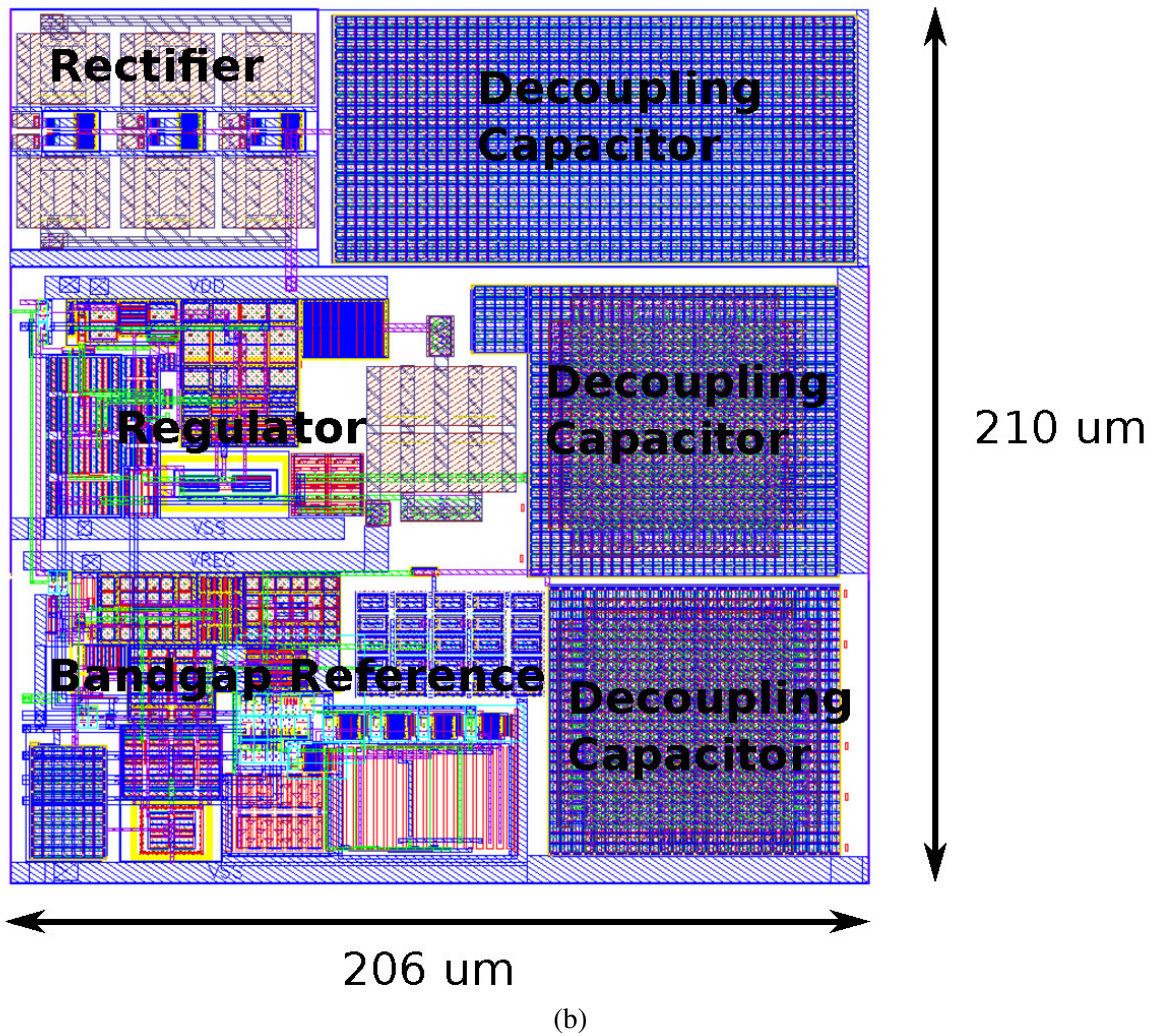 Rectifier
Decoupling
Capacitor
VDD
Decoupling
Capacitor
Regulator
210 um
VSS
VREG
Bandgap Reference
Decoupling
Capacitor
VSS
206 um
(b)